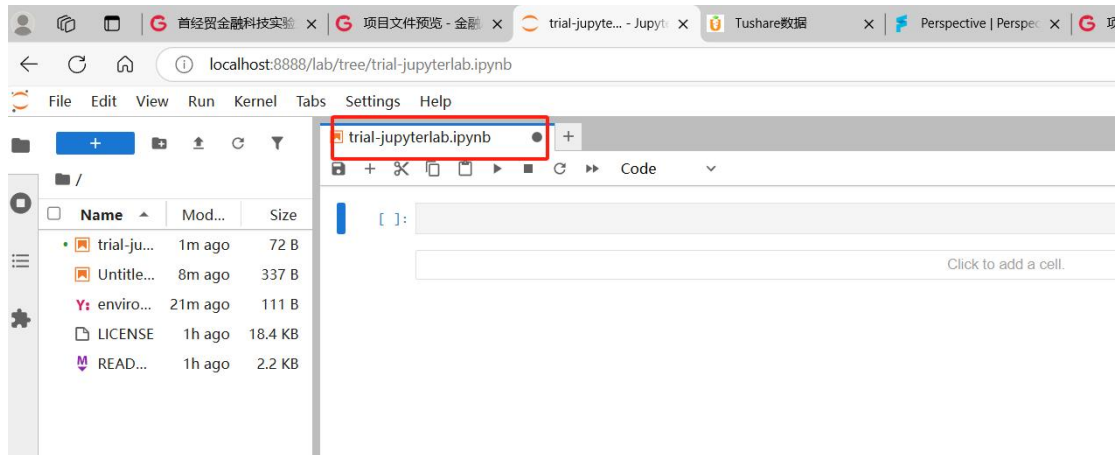 首经贸金融科技实验
项目文件预览 - 金融
trial-jupyte... - Jupyt
Tushare数据
Perspective | Perspec
localhost:8888/lab/tree/trial-jupyterlab.ipynb
File Edit View Run Kernel Tabs Settings Help
trial-jupyterlab.ipynb
Code
/
Name Mod... Size
[ ]:
trial-ju... 1m ago 72 B
Click to add a cell.
Untitle... 8m ago 337 B
Y: enviro... 21m ago 111 B
LICENSE 1h ago 18.4 KB
M READ... 1h ago 2.2 KB